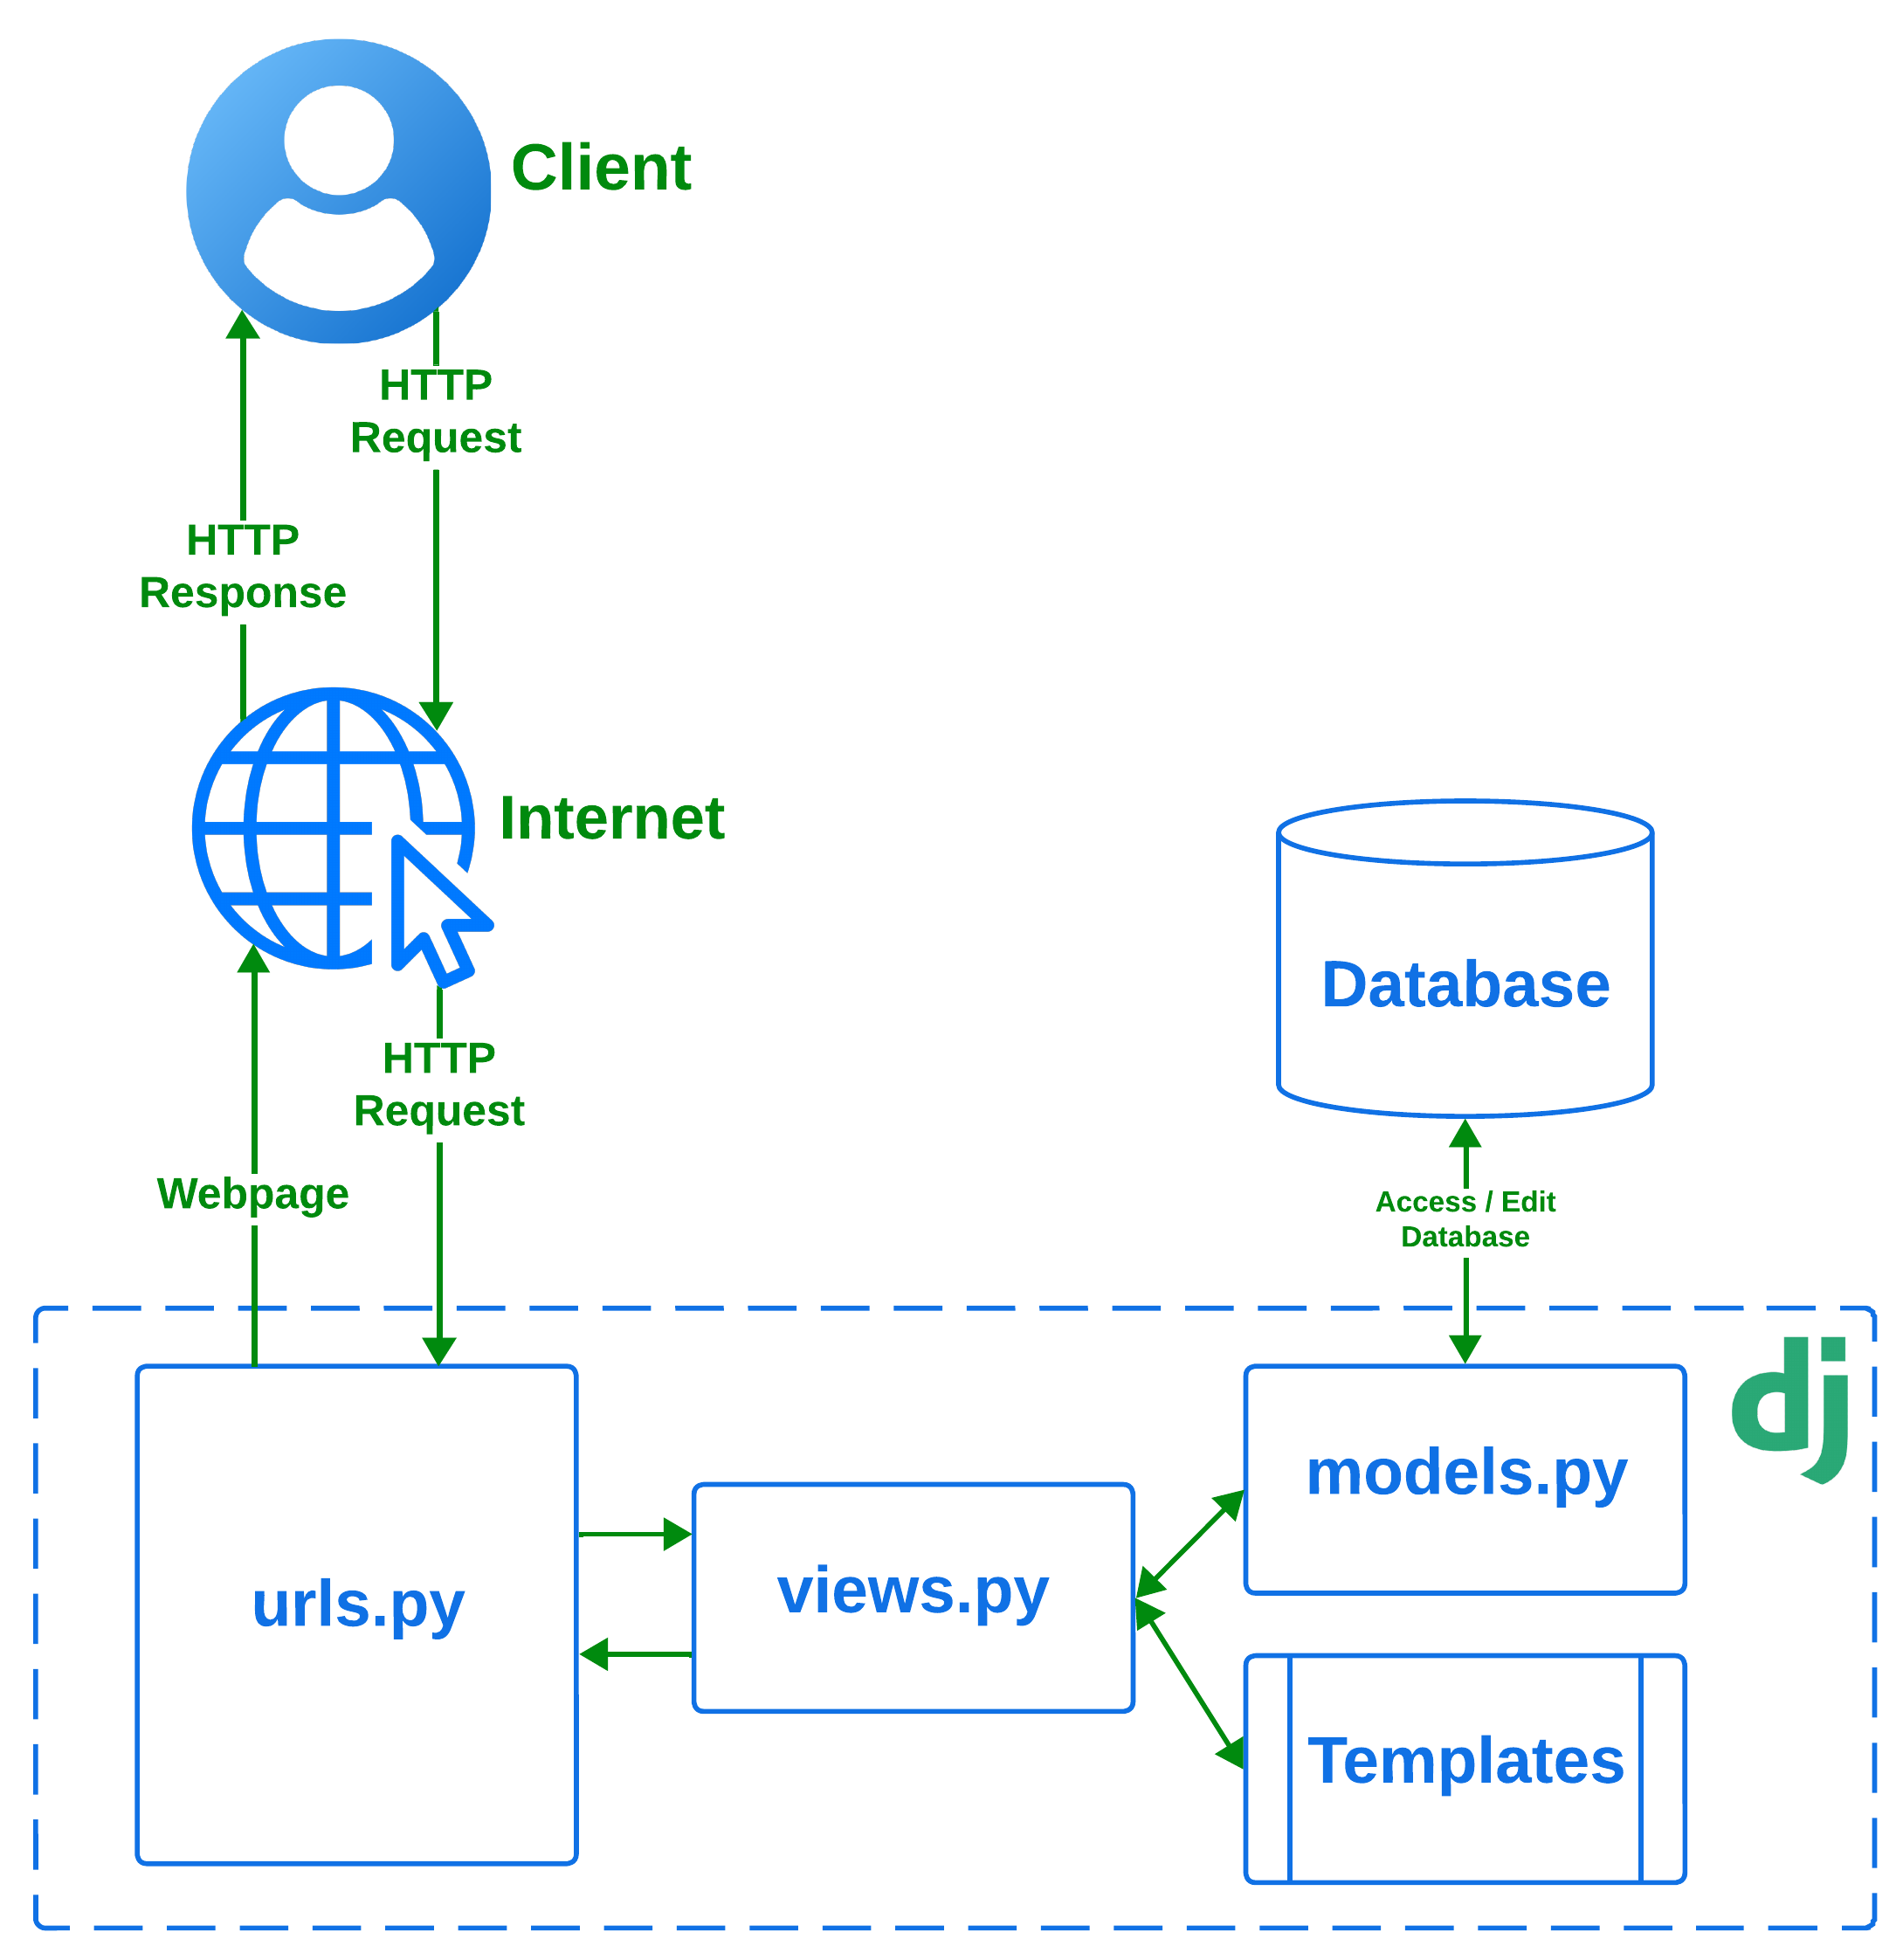 Client
HTTP
Request
HTTP
Response
Internet
HTTP
Request
Webpage
Database
Access / Edit
Database
dj
urls.py
views.py
models.py
Templates